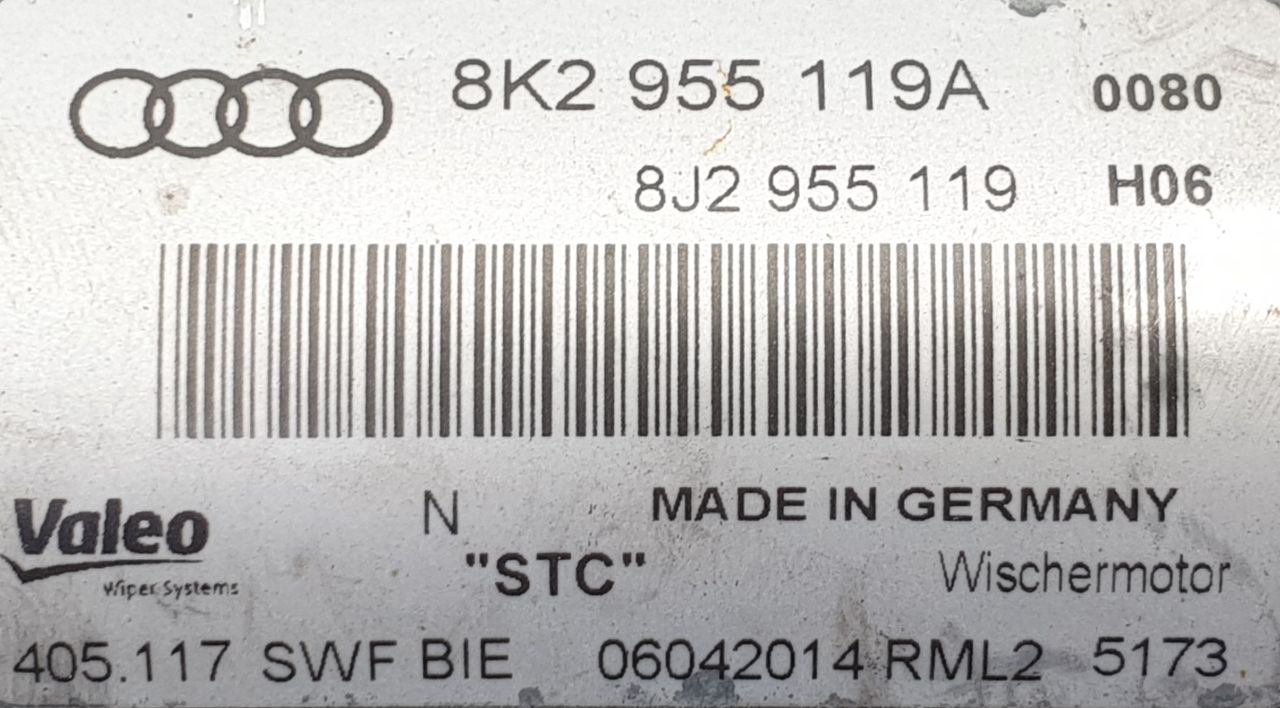 8K2 955 119A 0080
8J2 955 119 H06
Valeo
Wiper Systems
N
"STC"
MADE IN GERMANY
Wischermotor
405.117 SWF BIE 06042014 RML2 5173